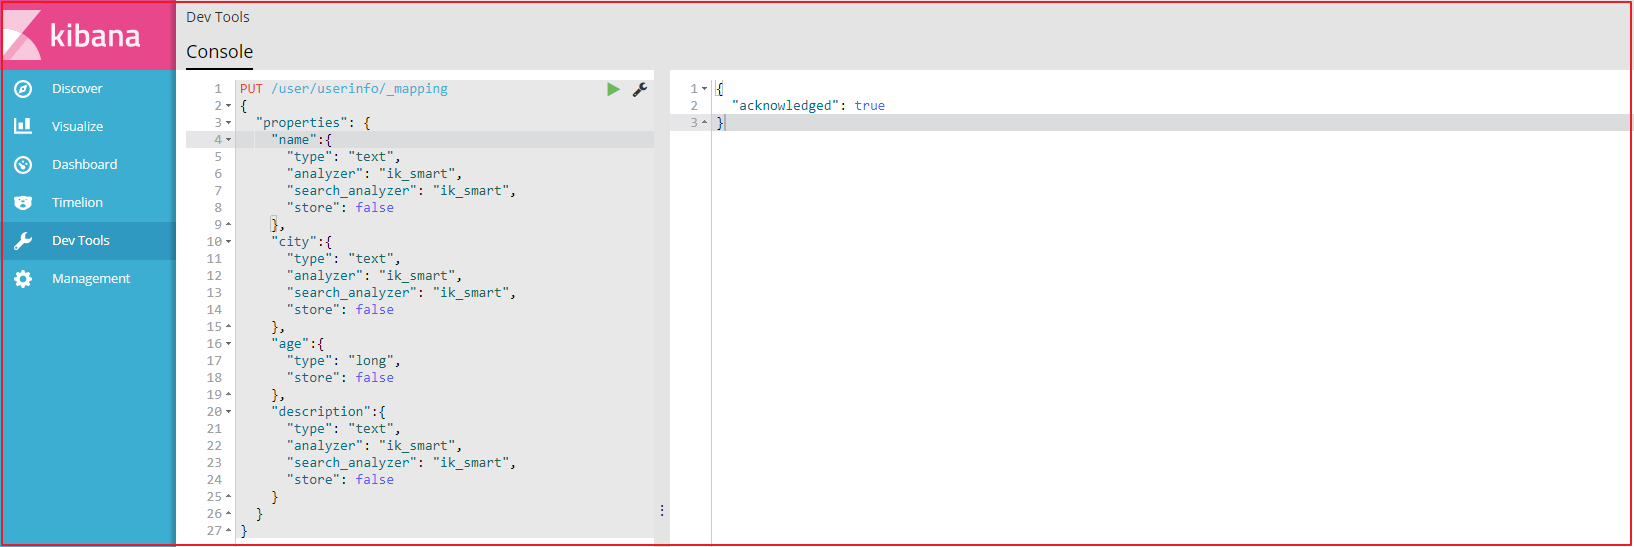 kibana
Discover
Visualize
Dashboard
Timelion
Dev Tools
Management
Dev Tools
Console
1 PUT /user/userinfo/_mapping
2 {
3   "properties": {
4     "name":{
5       "type": "text",
6       "analyzer": "ik_smart",
7       "search_analyzer": "ik_smart",
8       "store": false
9     },
10     "city":{
11       "type": "text",
12       "analyzer": "ik_smart",
13       "search_analyzer": "ik_smart",
14       "store": false
15     },
16     "age":{
17       "type": "long",
18       "store": false
19     },
20     "description":{
21       "type": "text",
22       "analyzer": "ik_smart",
23       "search_analyzer": "ik_smart",
24       "store": false
25     }
26   }
27 }
1 {
2   "acknowledged": true
3 }